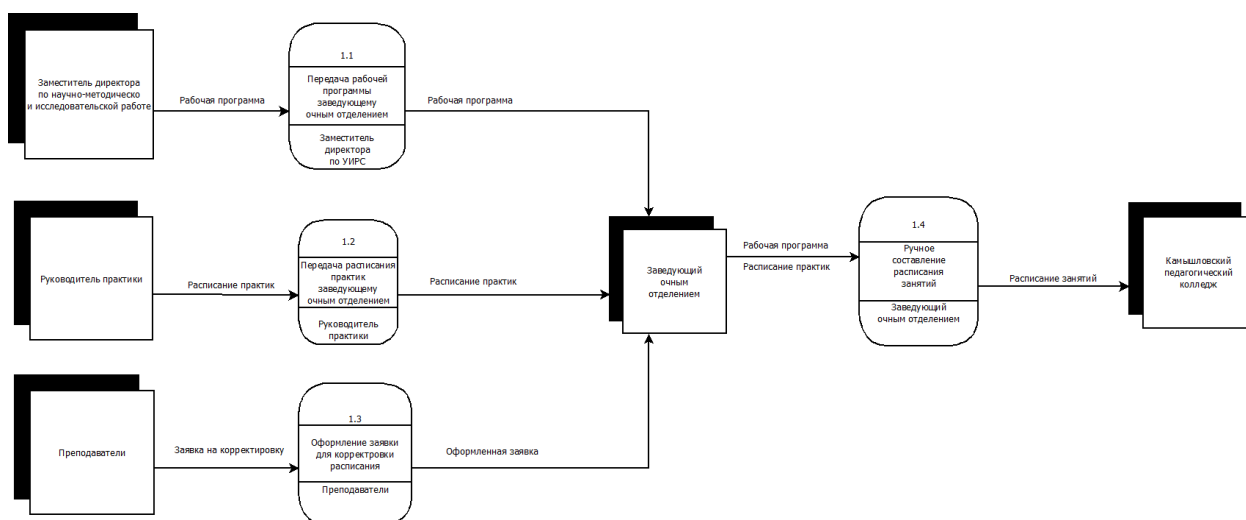 Заместитель директора
по научно-методическо
и исследовательской работе
Рабочая программа
1.1
Передача рабочей
программы
заведующему
очным отделением
Заместитель
директора
по УИРС
Рабочая программа
Руководитель практики
Расписание практик
1.2
Передача расписания
практик
заведующему
очным отделением
Руководитель
практики
Расписание практик
Преподаватели
Заявка на корректировку
1.3
Оформление заявки
для корректровки
расписания
Преподаватели
Оформленная заявка
Заведующий
очным
отделением
Рабочая программа
Расписание практик
1.4
Ручное
составление
расписания
занятий
Заведующий
очным отделением
Расписание занятий
Камышловский
педагогический
колледж